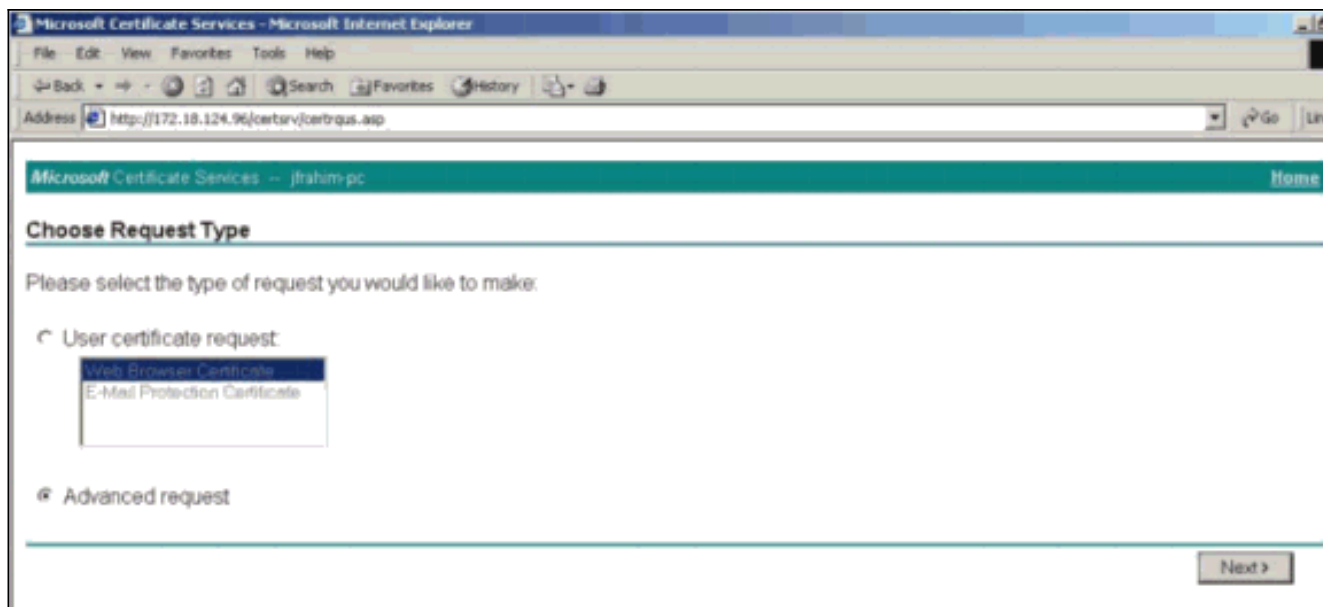 Microsoft Certificate Services - Microsoft Internet Explorer
File Edit View Favorites Tools Help
Back Search Favorites History
Address http://172.18.124.96/certsrv/certrqus.asp Go
Microsoft Certificate Services -- jfrahim-pc Home
Choose Request Type
Please select the type of request you would like to make:
User certificate request:
Web Browser Certificate
E-Mail Protection Certificate
Advanced request
Next >